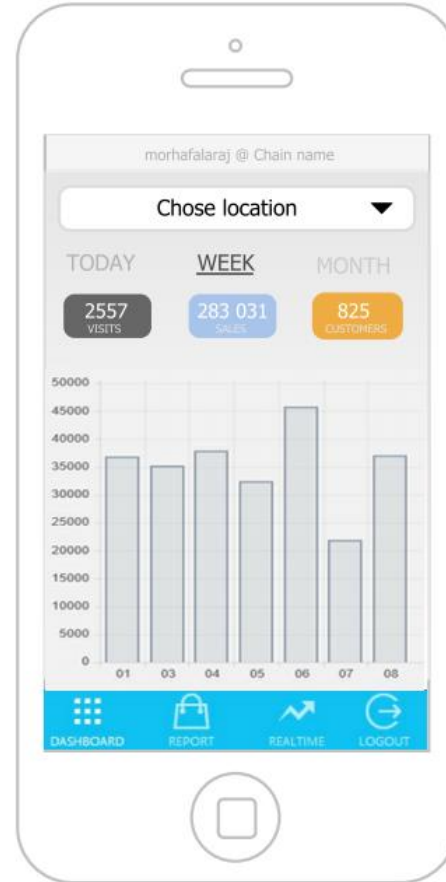 morhafalaraj @ Chain name
Chose location
TODAY WEEK MONTH
2557 283 031 825
VISITS SALES CUSTOMERS
50000
45000
40000
35000
30000
25000
20000
15000
10000
5000
0
01 03 04 05 06 07 08
DASHBOARD REPORT REALTIME LOGOUT